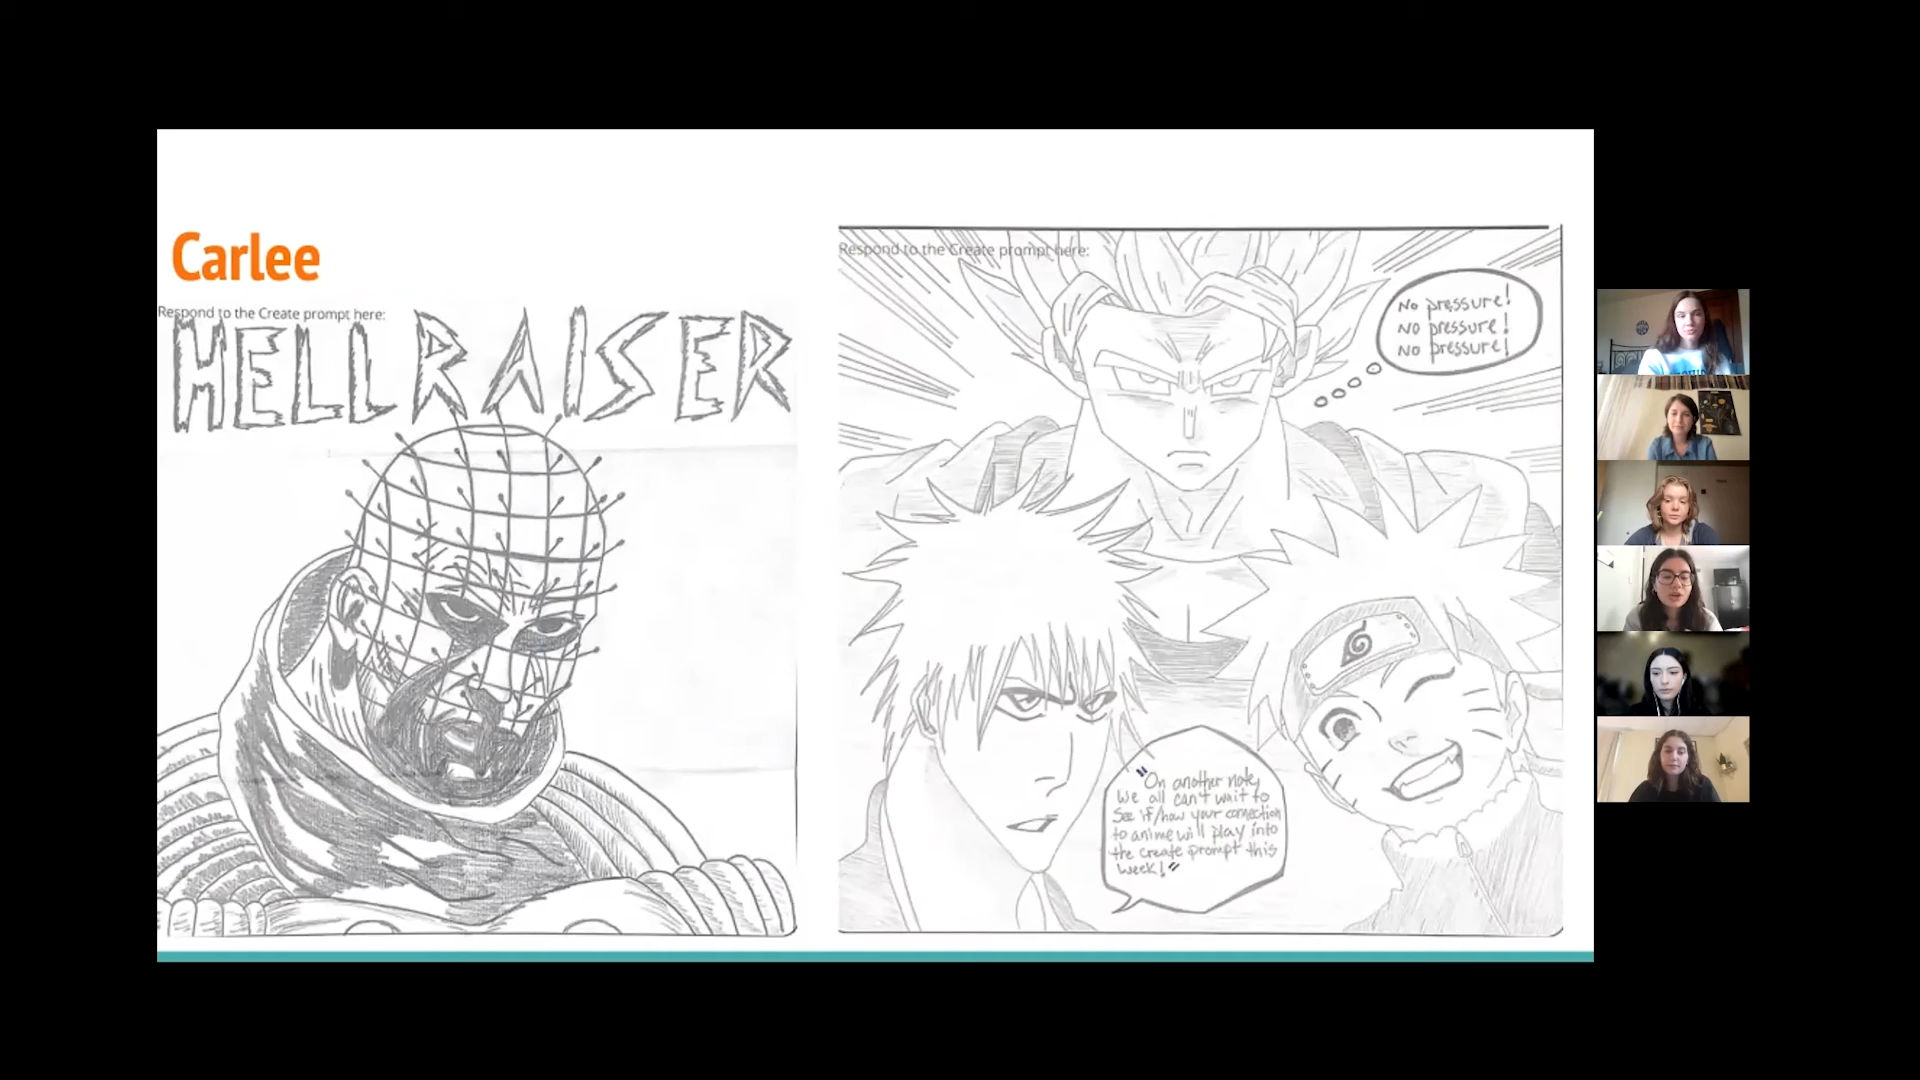 Carlee
Respond to the Create prompt here:
HELLRAISER
Respond to the Create prompt here:
No pressure!
No pressure!
No pressure!
"On another note,
We all can't wait to
See if/how your connection
to anime will play into
the create prompt this
week!"